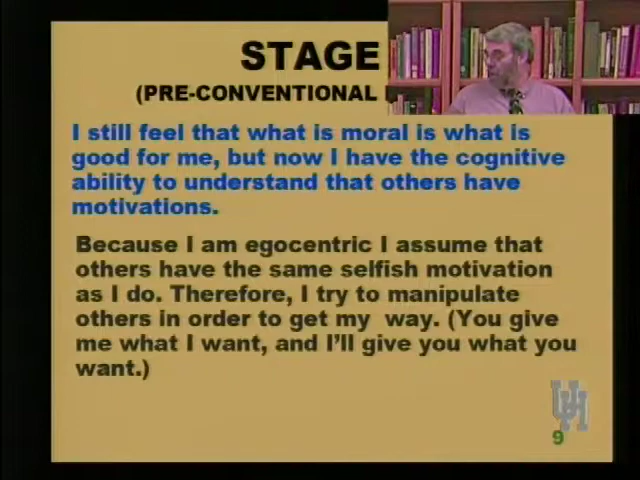 STAGE
(PRE-CONVENTIONAL
I still feel that what is moral is what is
good for me, but now I have the cognitive
ability to understand that others have
motivations.
Because I am egocentric I assume that
others have the same selfish motivation
as I do. Therefore, I try to manipulate
others in order to get my way. (You give
me what I want, and I'll give you what you
want.)
UH
9